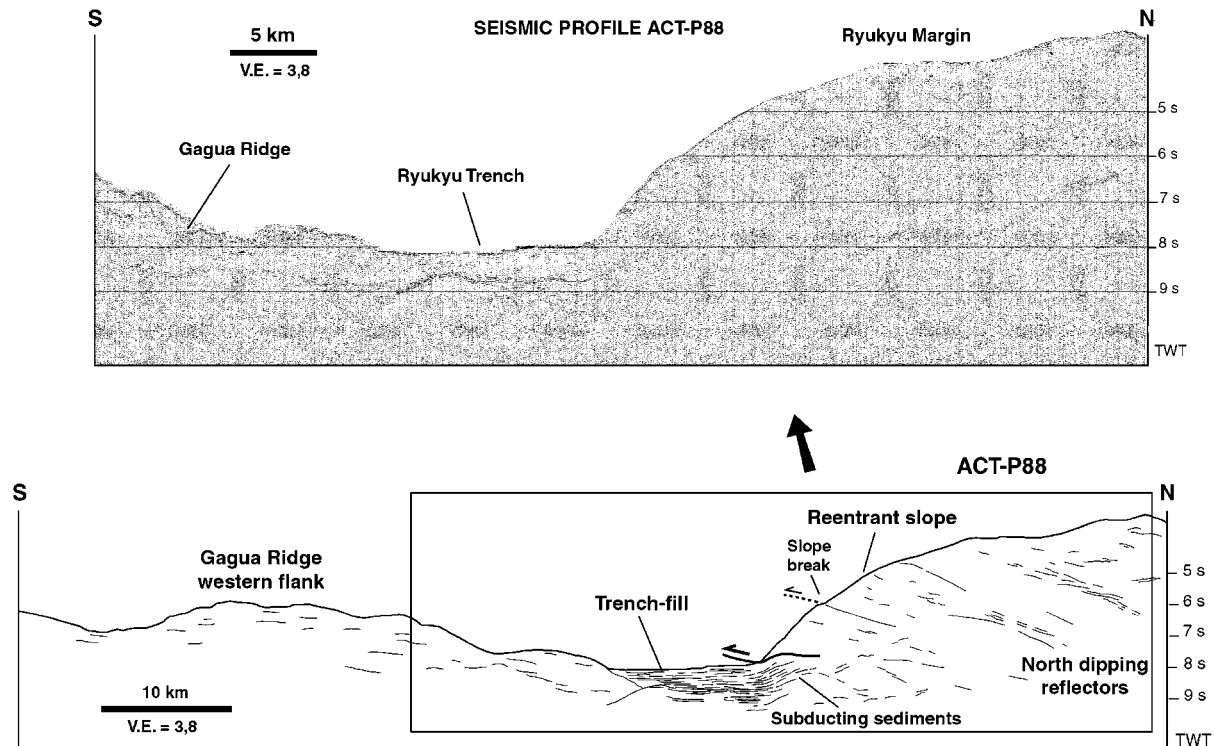 S
N
5 km
V.E. = 3,8
SEISMIC PROFILE ACT-P88
Ryukyu Margin
Gagua Ridge
Ryukyu Trench
5 s
6 s
7 s
8 s
9 s
TWT
ACT-P88
S
N
Gagua Ridge
western flank
Reentrant slope
Slope
break
Trench-fill
5 s
6 s
7 s
8 s
9 s
North dipping
reflectors
Subducting sediments
10 km
V.E. = 3,8
TWT